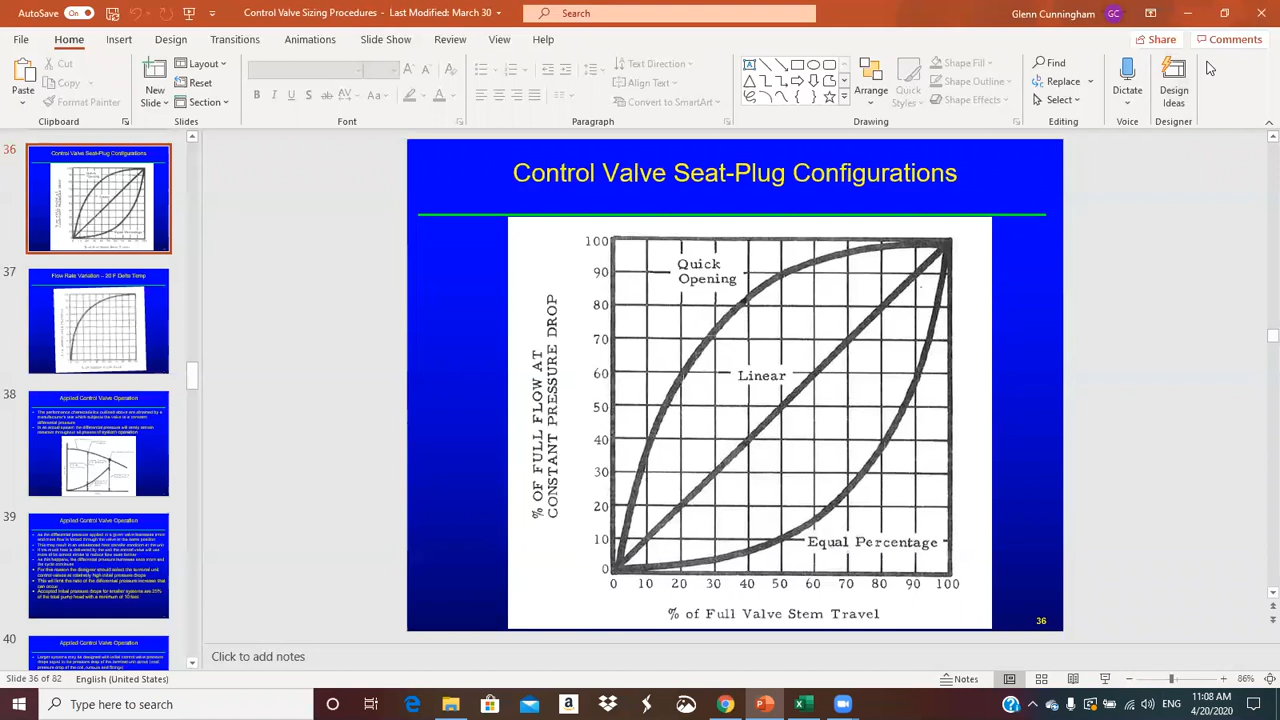 AutoSave On
Control Valve Sizing Procedures - Last Modified: March 30
Search
Glenn Cunningham GC
File Home Insert Design Transitions Animations Slide Show Review View Help
Share Comments
Paste
Cut
Copy
Format Painter
Clipboard
New
Slide
Layout
Reset
Section
Slides
B I U S ab AV Aa A
Font
Text Direction
Align Text
Convert to SmartArt
Paragraph
Arrange
Quick
Styles
Shape Fill
Shape Outline
Shape Effects
Drawing
Find
Replace
Select
Editing
Dictate
Voice
Design
Ideas
Designer
36
Control Valve Seat-Plug Configurations
37
Flow Rate Variation – 20 F Delta Temp
38
Applied Control Valve Operation
39
Applied Control Valve Operation
40
Applied Control Valve Operation
Control Valve Seat-Plug Configurations
% OF FULL FLOW AT
CONSTANT PRESSURE DROP
100
90
80
70
60
50
40
30
20
10
0
Quick
Opening
Linear
Equal Percentage
0 10 20 30 40 50 60 70 80 90 100
% of Full Valve Stem Travel
36
Click to add notes
Slide 36 of 82 English (United States)
Notes
86%
Type here to search
ENG
11:08 AM
4/20/2020